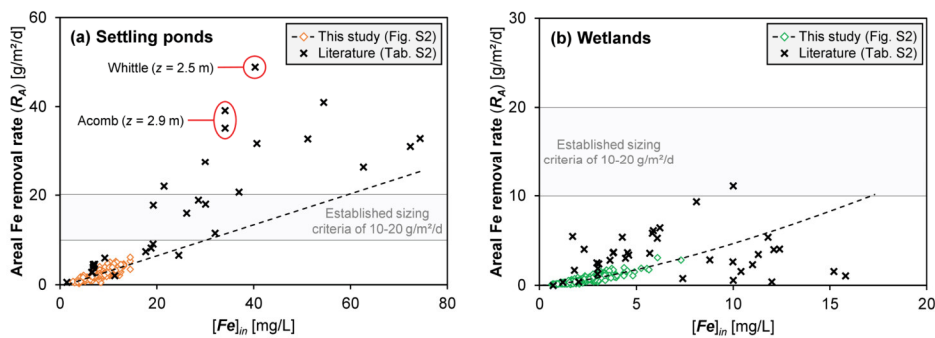 (a) Settling ponds
This study (Fig. S2)
Literature (Tab. S2)
Whittle (z = 2.5 m)
Acomb (z = 2.9 m)
Established sizing
criteria of 10-20 g/m²/d
Areal Fe removal rate (R_A) [g/m²/d]
60
40
20
0
0
20
40
60
80
[Fe]in [mg/L]
(b) Wetlands
This study (Fig. S2)
Literature (Tab. S2)
Established sizing
criteria of 10-20 g/m²/d
Areal Fe removal rate (R_A) [g/m²/d]
30
20
10
0
0
5
10
15
20
[Fe]in [mg/L]